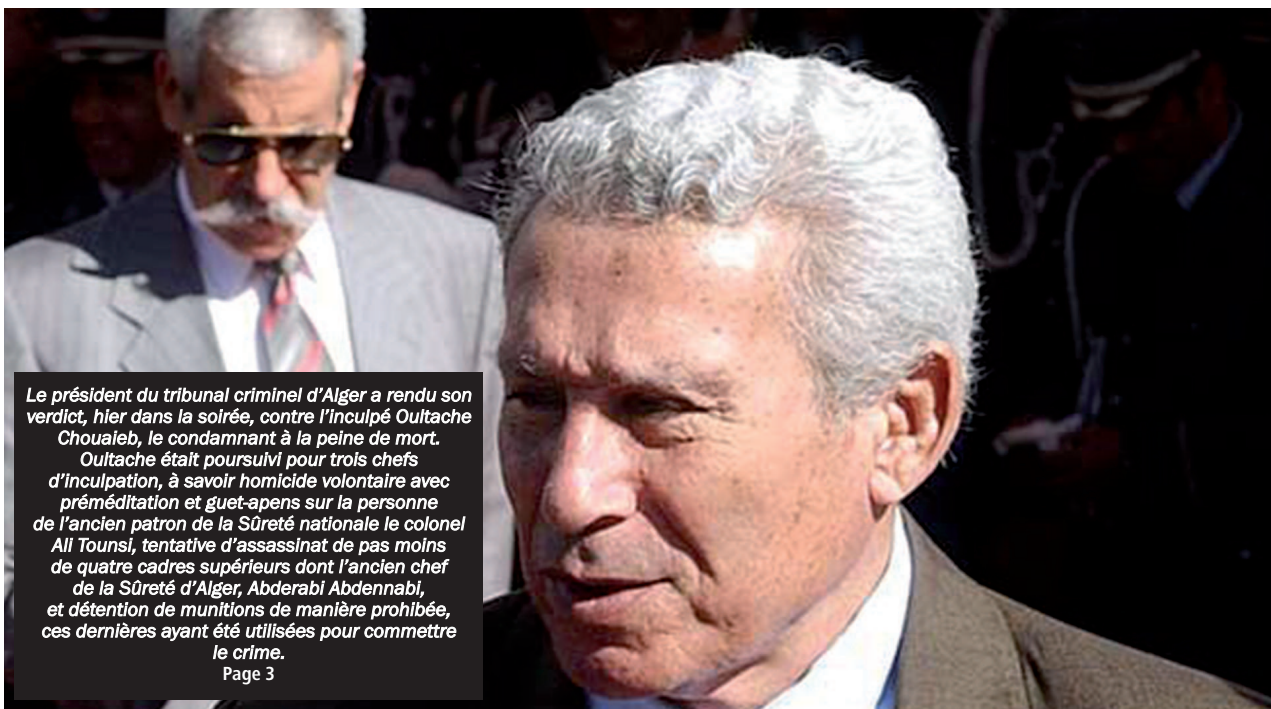 Le président du tribunal criminel d’Alger a rendu son
verdict, hier dans la soirée, contre l’inculpé Oultache
Chouaieb, le condamnant à la peine de mort.
Oultache était poursuivi pour trois chefs
d’inculpation, à savoir homicide volontaire avec
préméditation et guet-apens sur la personne
de l’ancien patron de la Sûreté nationale le colonel
Ali Tounsi, tentative d’assassinat de pas moins
de quatre cadres supérieurs dont l’ancien chef
de la Sûreté d’Alger, Abderabi Abdennabi,
et détention de munitions de manière prohibée,
ces dernières ayant été utilisées pour commettre
le crime.
Page 3